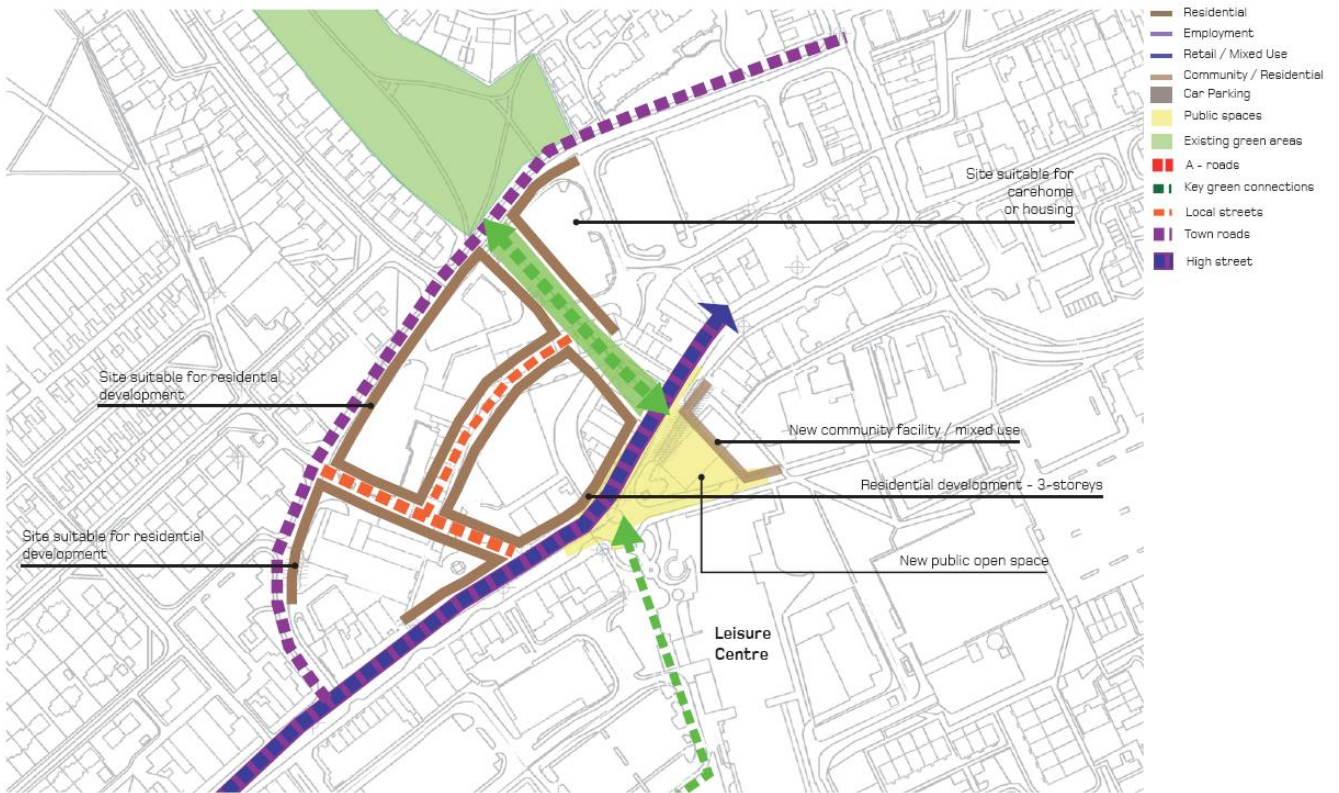 Residential
Employment
Retail / Mixed Use
Community / Residential
Car Parking
Public spaces
Existing green areas
A - roads
Key green connections
Local streets
Town roads
High street
Site suitable for
carehome
or housing
Site suitable for residential
development
New community facility / mixed use
Residential development - 3-storeys
Site suitable for residential
development
New public open space
Leisure
Centre